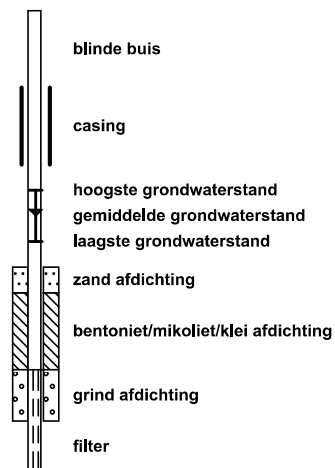 blinde buis
casing
hoogste grondwaterstand
gemiddelde grondwaterstand
laagste grondwaterstand
zand afdichting
bentoniet/mikoliet/klei afdichting
grind afdichting
filter